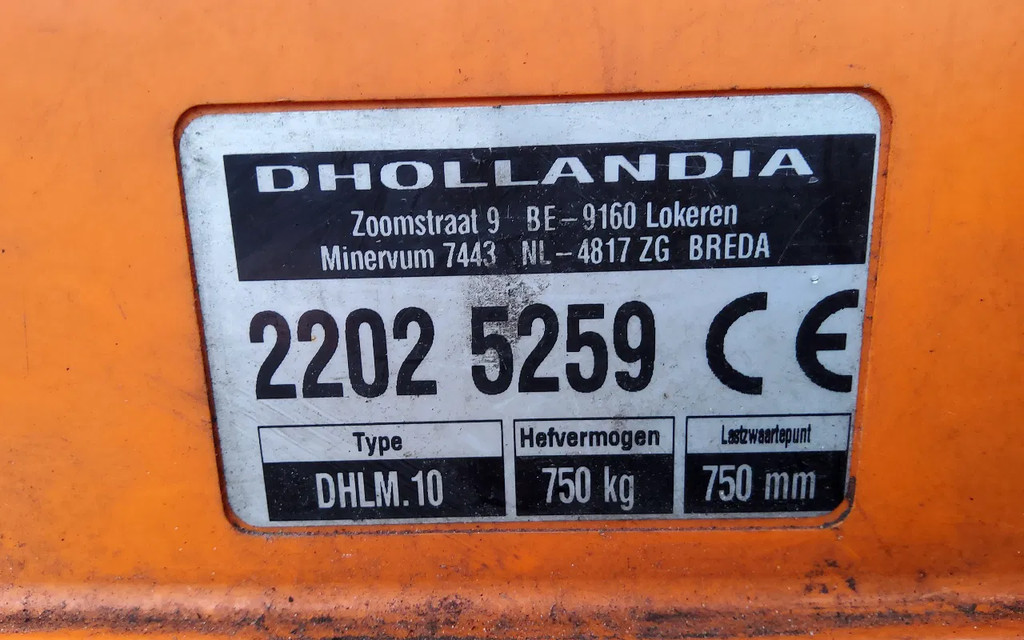 DHOLLANDIA
Zoomstraat 9 BE-9160 Lokeren
Minervum 7443 NL-4817 ZG BREDA
2202 5259 CE
Type Hefvermogen Lastzwaartepunt
DHLM.10 750 kg 750 mm